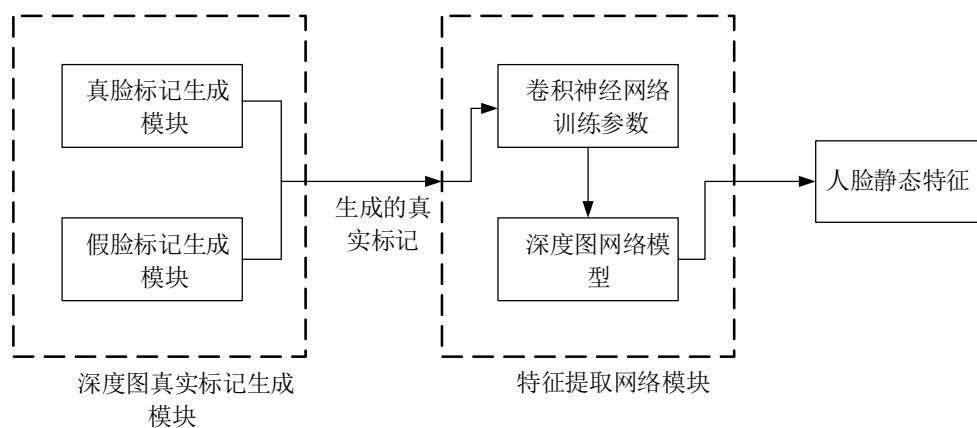 真脸标记生成
模块
假脸标记生成
模块
深度图真实标记生成
模块
生成的真
实标记
卷积神经网络
训练参数
深度图网络模
型
特征提取网络模块
人脸静态特征